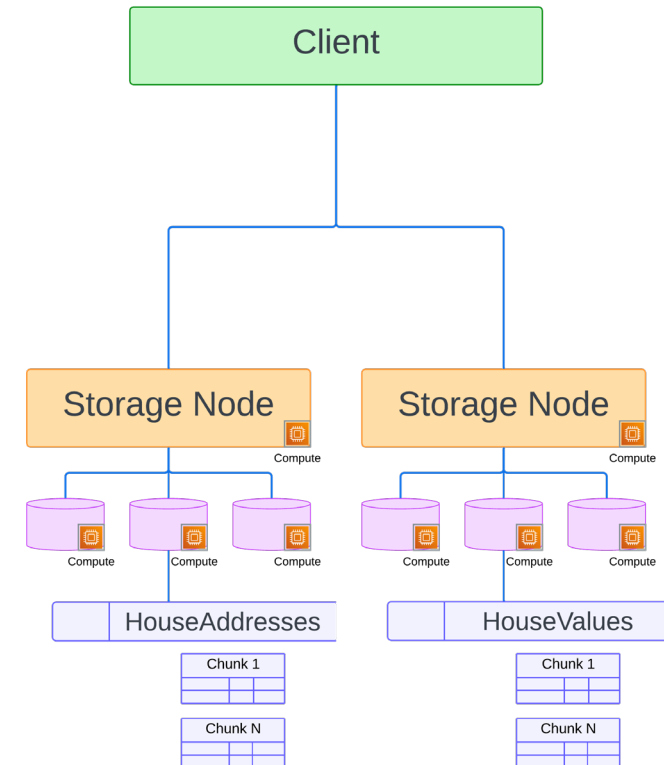 Client
Storage Node
Compute
Storage Node
Compute
Compute
Compute
Compute
Compute
Compute
Compute
HouseAddresses
HouseValues
Chunk 1
Chunk 1
Chunk N
Chunk N